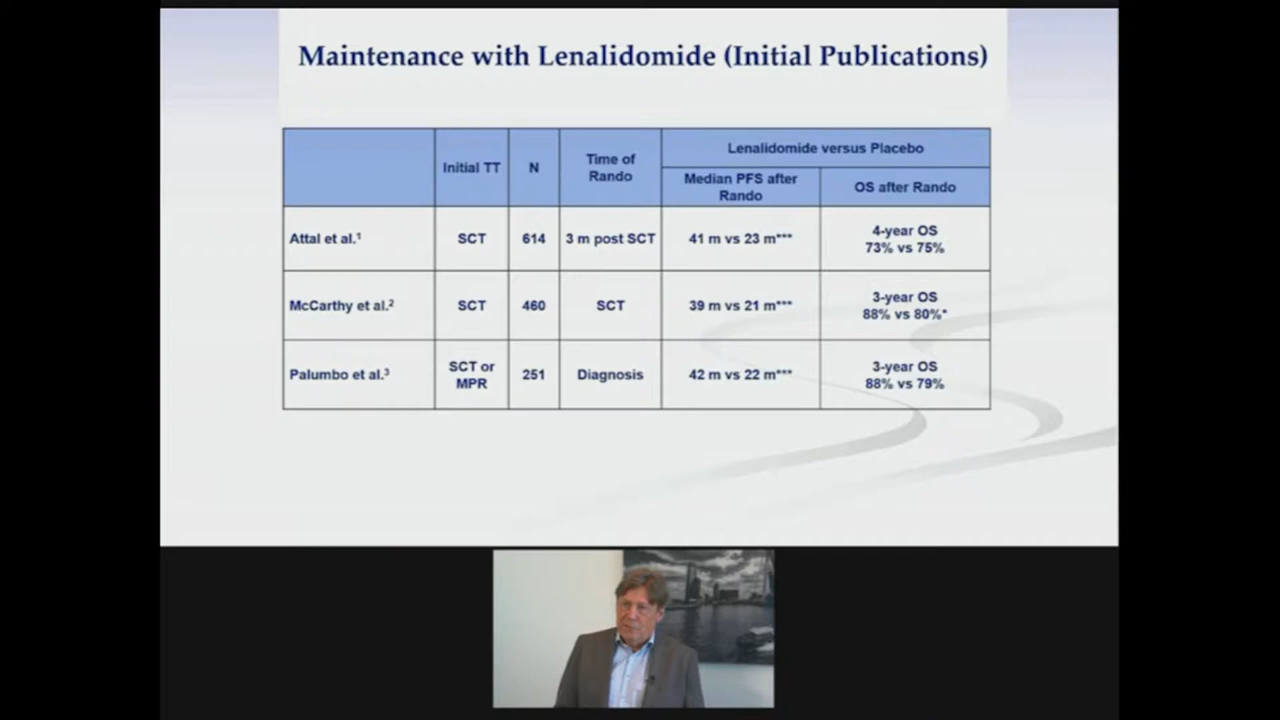 Maintenance with Lenalidomide (Initial Publications)
Initial TT
N
Time of
Rando
Lenalidomide versus Placebo
Median PFS after
Rando
OS after Rando
Attal et al.¹
SCT
614
3 m post SCT
41 m vs 23 m***
4-year OS
73% vs 75%
McCarthy et al.²
SCT
460
SCT
39 m vs 21 m***
3-year OS
88% vs 80%*
Palumbo et al.³
SCT or
MPR
251
Diagnosis
42 m vs 22 m***
3-year OS
88% vs 79%